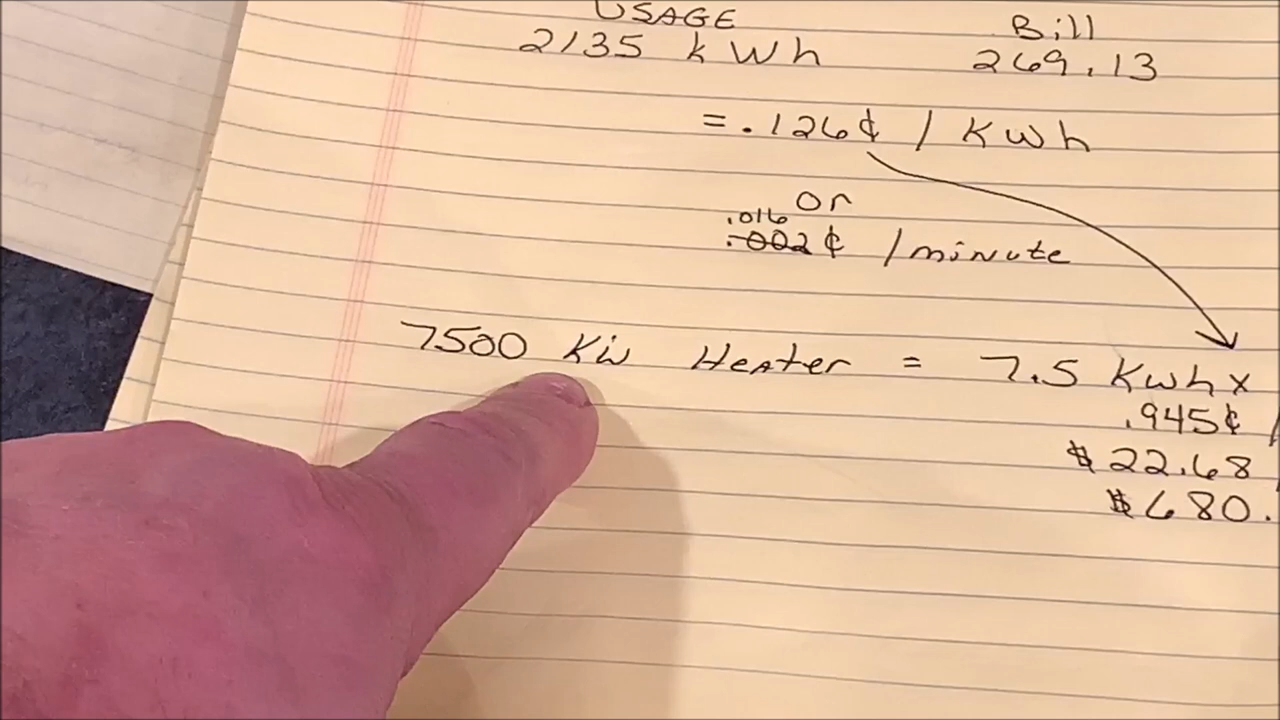 USAGE Bill
2135 kWh 269.13
= .126¢ / Kwh
or
.016
.002¢ /minute
7500 Kw Heater = 7.5 Kwh x
.945¢ /
$22.68
$680.